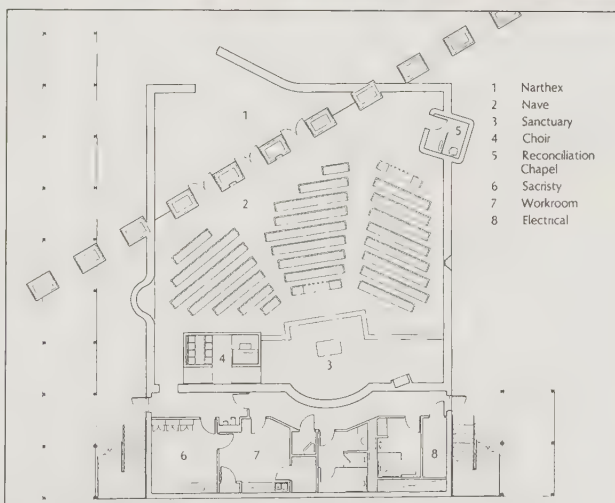 1 Narthex
2 Nave
3 Sanctuary
4 Choir
5 Reconciliation
Chapel
6 Sacristy
7 Workroom
8 Electrical
1
5
2
4
3
6
7
8